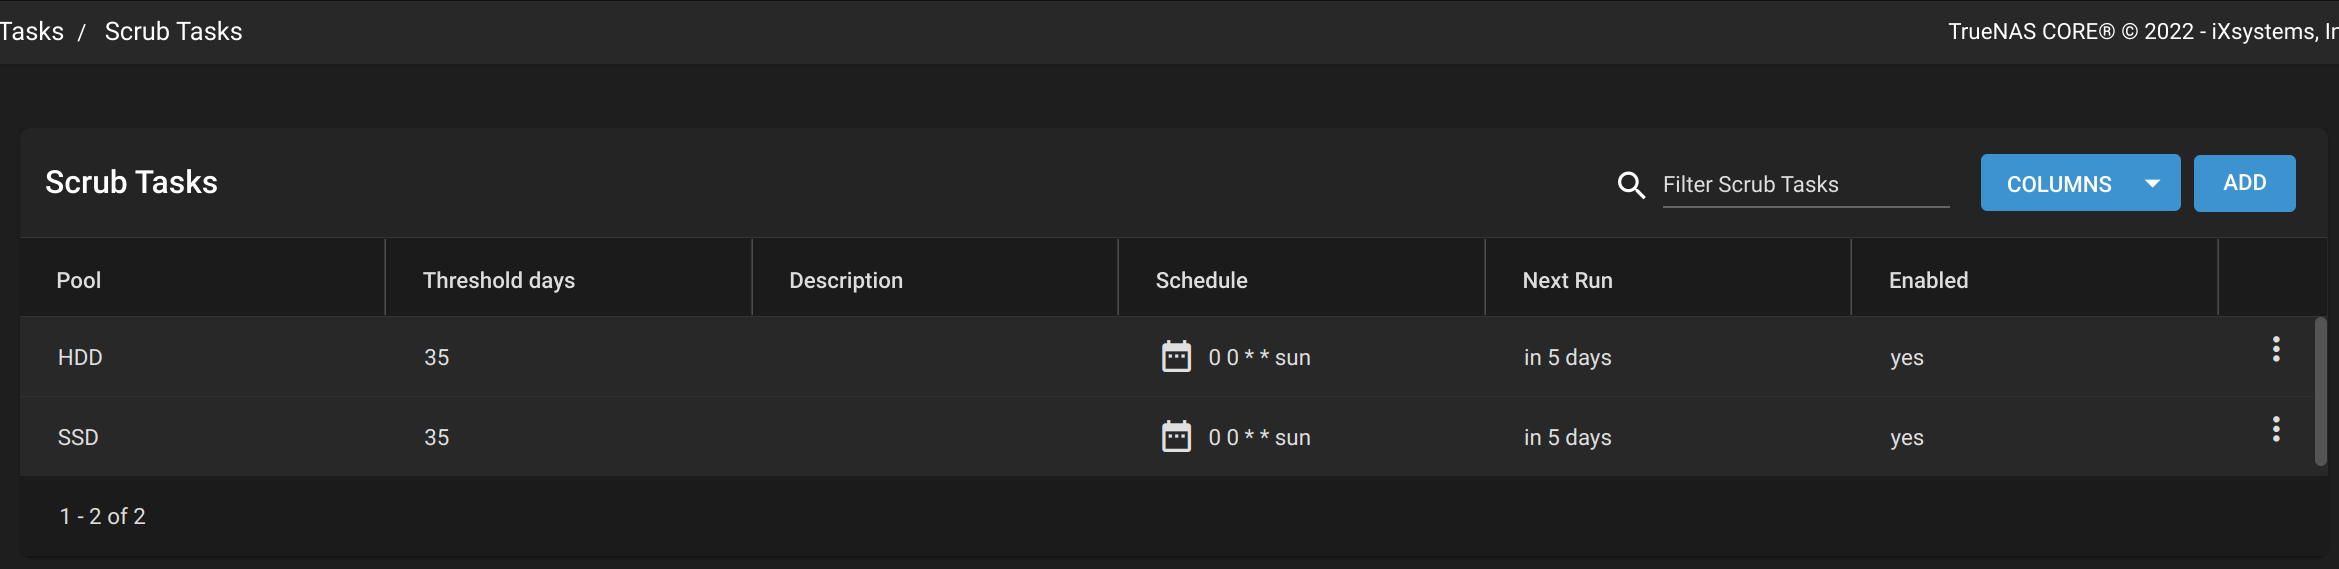 Tasks / Scrub Tasks
TrueNAS CORE® © 2022 - iXsystems, In
Scrub Tasks
Filter Scrub Tasks
COLUMNS
ADD
Pool Threshold days Description Schedule Next Run Enabled
HDD 35 0 0 * * sun in 5 days yes
SSD 35 0 0 * * sun in 5 days yes
1 - 2 of 2